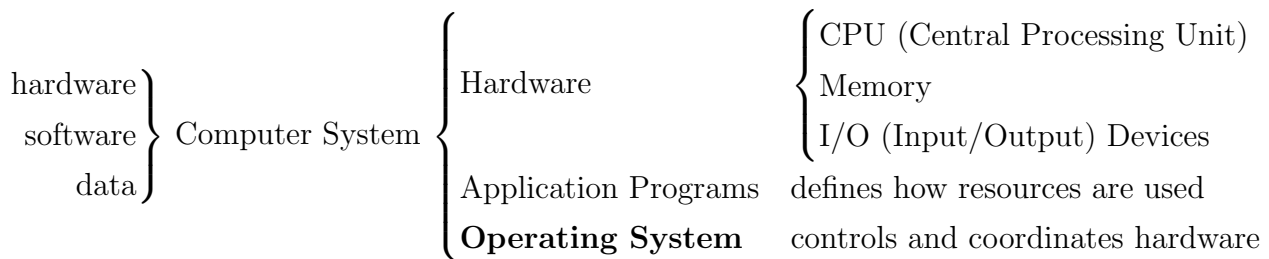 hardware
software
data
Computer System
Hardware
CPU (Central Processing Unit)
Memory
I/O (Input/Output) Devices
Application Programs defines how resources are used
Operating System controls and coordinates hardware